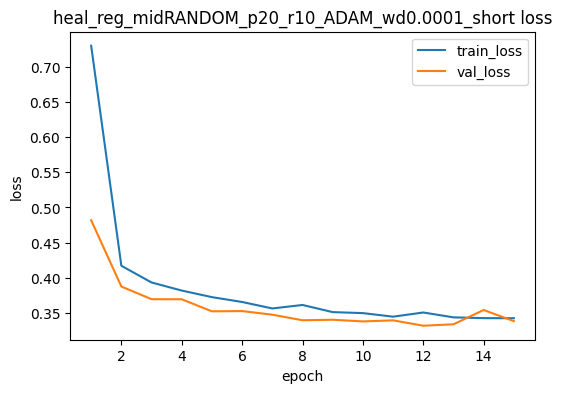 heal_reg_midRANDOM_p20_r10_ADAM_wd0.0001_short loss
train_loss
val_loss
0.70
0.65
0.60
0.55
0.50
0.45
0.40
0.35
loss
2 4 6 8 10 12 14
epoch